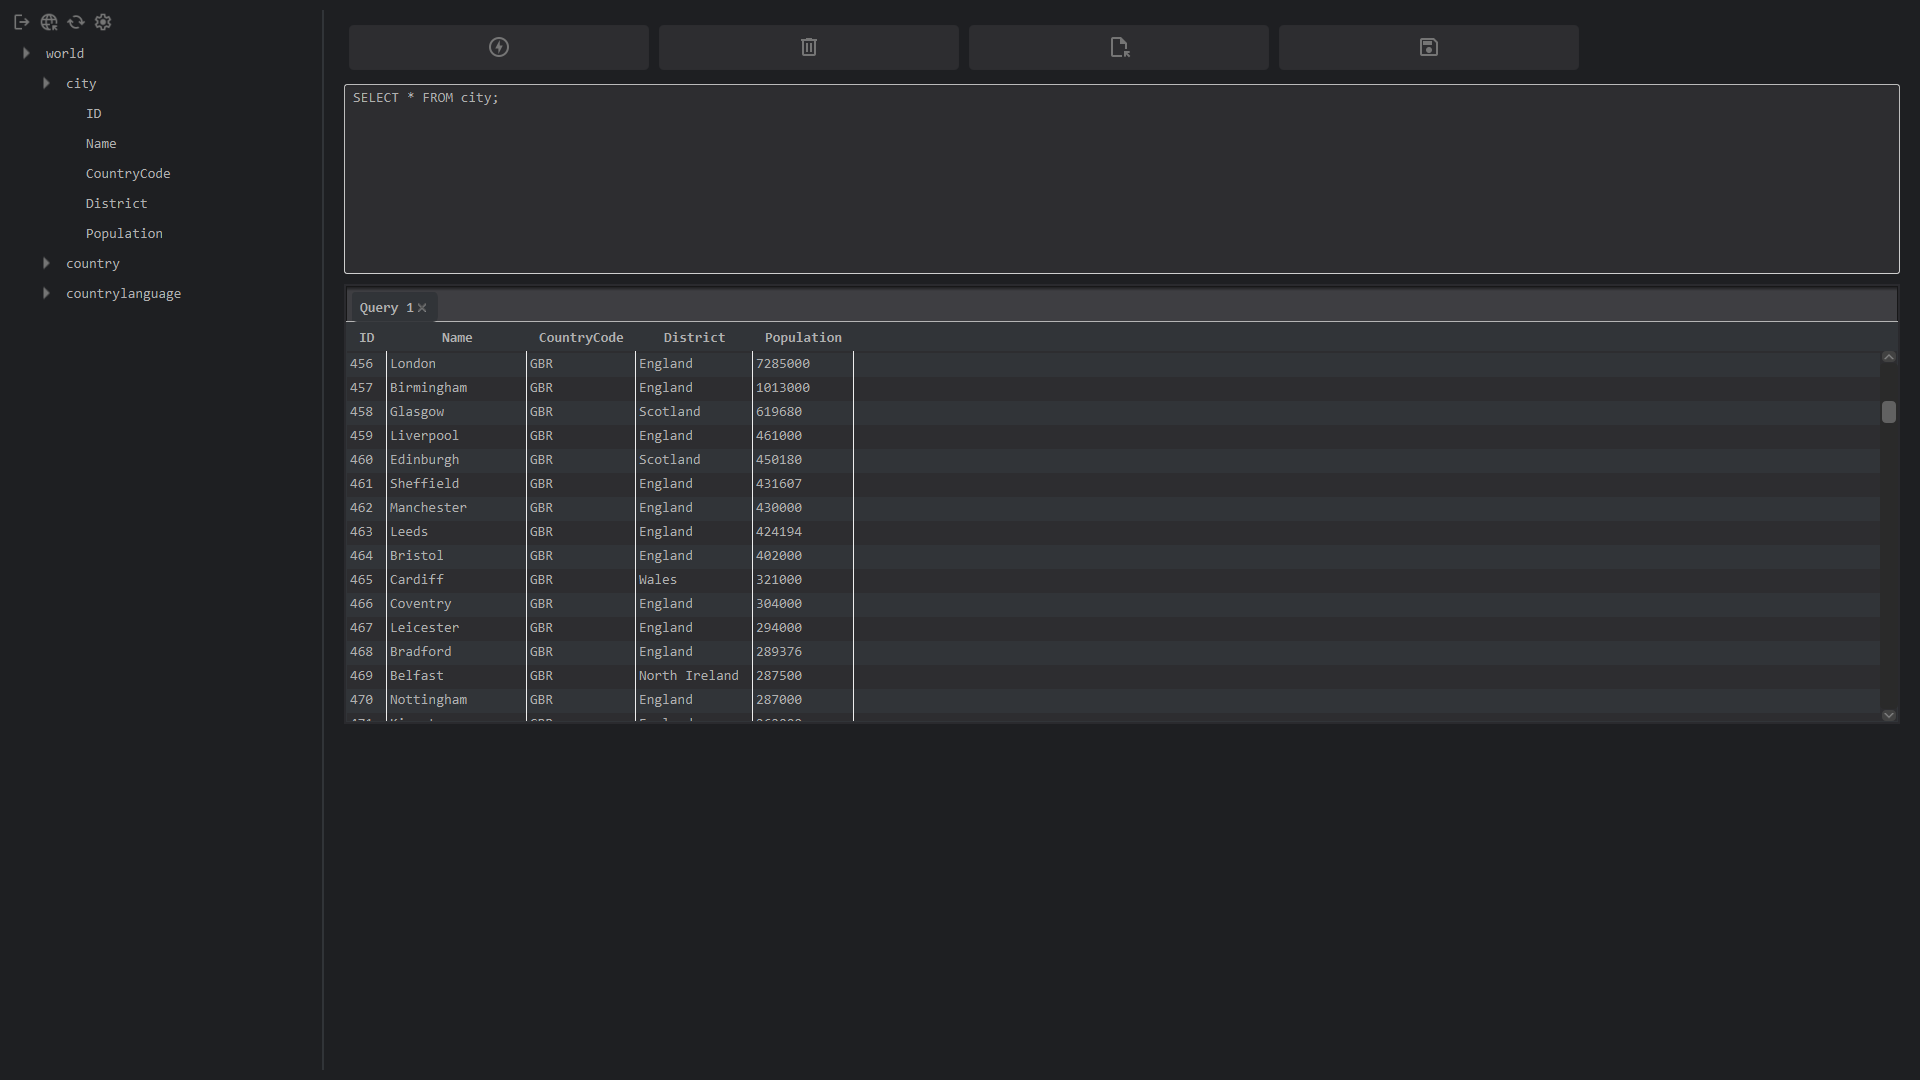 world
city
ID
Name
CountryCode
District
Population
country
countrylanguage
SELECT * FROM city;
Query 1
ID Name CountryCode District Population
456 London GBR England 7285000
457 Birmingham GBR England 1013000
458 Glasgow GBR Scotland 619680
459 Liverpool GBR England 461000
460 Edinburgh GBR Scotland 450180
461 Sheffield GBR England 431607
462 Manchester GBR England 430000
463 Leeds GBR England 424194
464 Bristol GBR England 402000
465 Cardiff GBR Wales 321000
466 Coventry GBR England 304000
467 Leicester GBR England 294000
468 Bradford GBR England 289376
469 Belfast GBR North Ireland 287500
470 Nottingham GBR England 287000